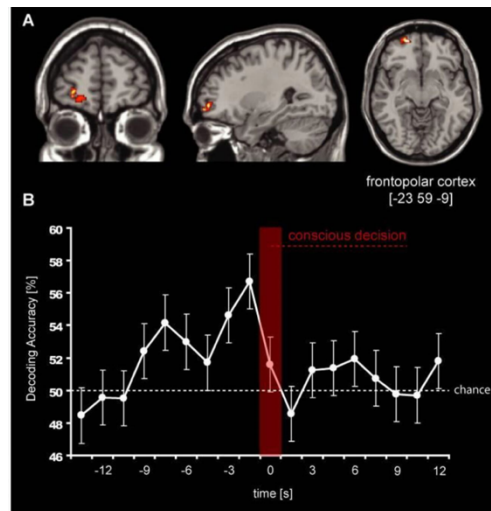 A
frontopolar cortex
[-23 59 -9]
B
conscious decision
Decoding Accuracy [%]
60
58
56
54
52
50
48
46
chance
-12 -9 -6 -3 0 3 6 9 12
time [s]